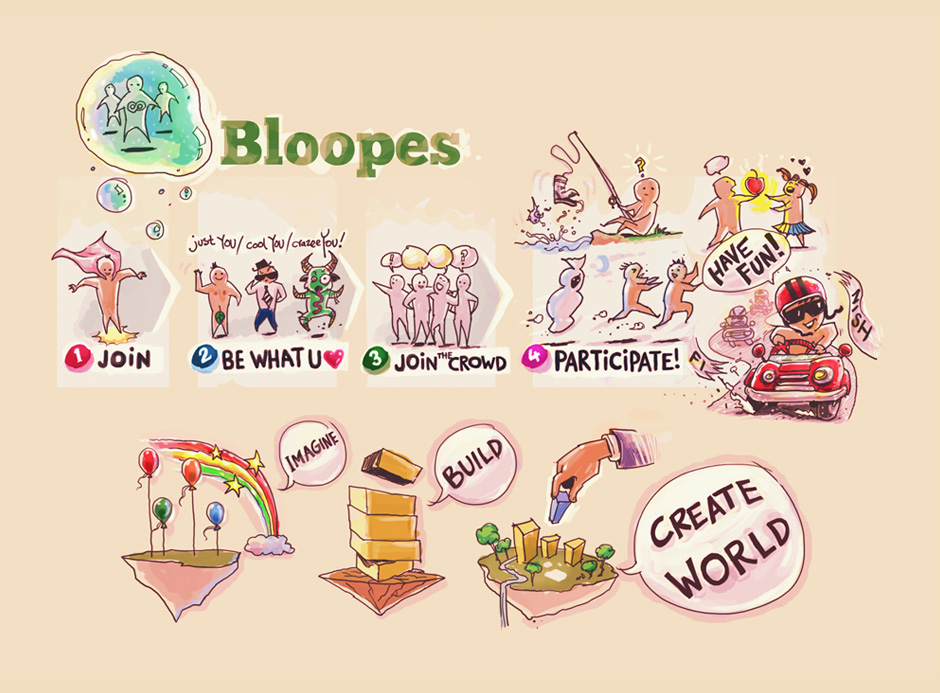 Bloopes
just YOU / cool YOU / crazee YOU!
1 JOIN
2 BE WHAT U
3 JOIN THE CROWD
4 PARTICIPATE!
?
! ?
HAVE
FUN!
IMAGINE
BUILD
CREATE
WORLD